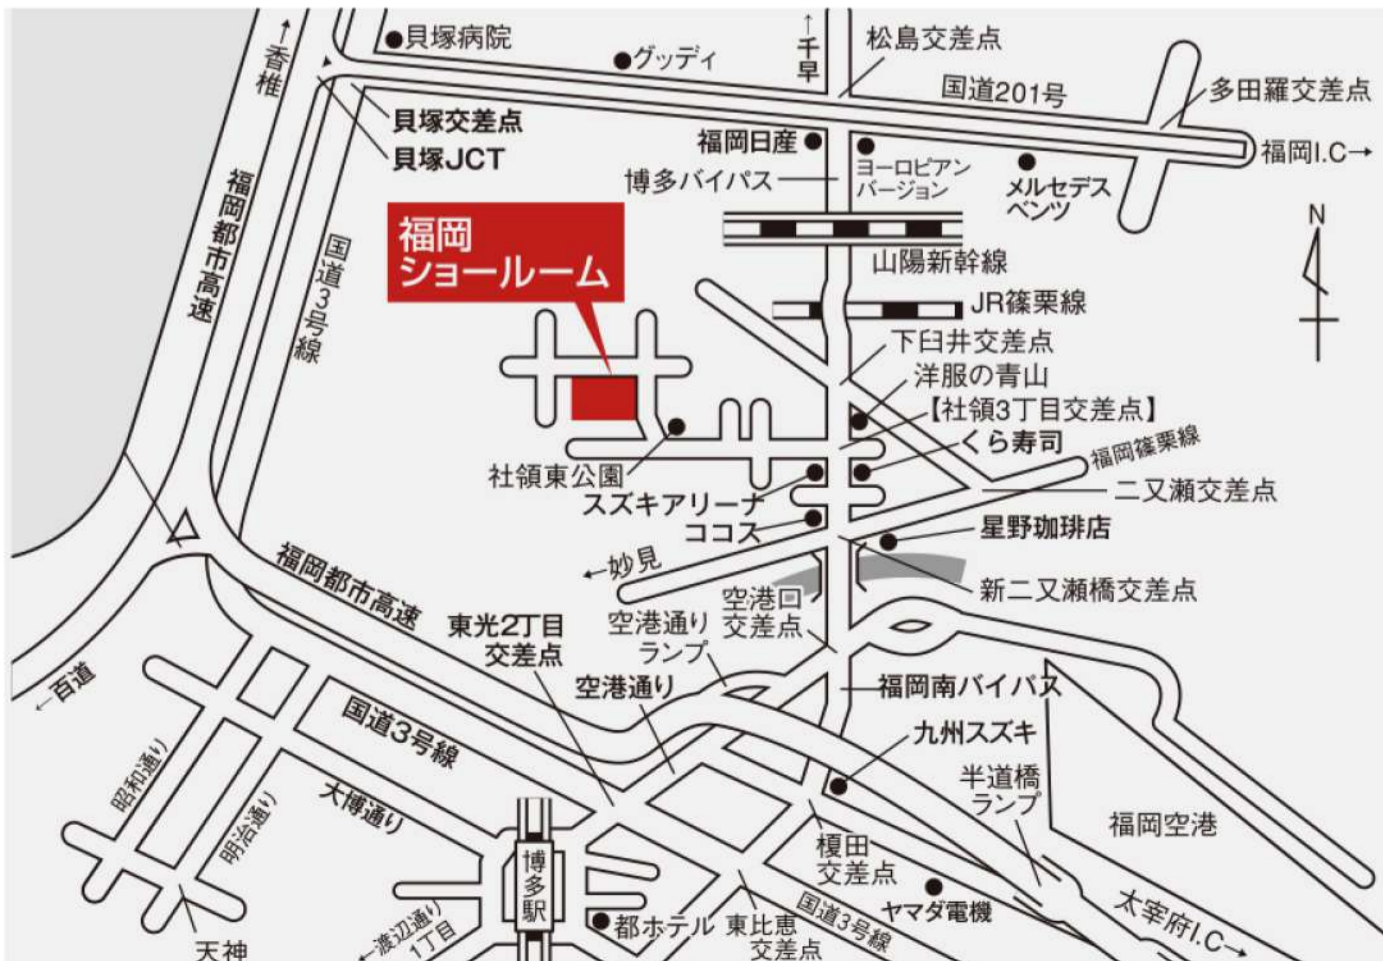 ↑香椎
貝塚病院
グッディ
↑千早
松島交差点
国道201号
多田羅交差点
貝塚交差点
貝塚JCT
福岡日産
ヨーロピアン
バージョン
メルセデス
ベンツ
福岡I.C→
博多バイパス
福岡都市高速
国道3号線
福岡
ショールーム
N
山陽新幹線
JR篠栗線
下臼井交差点
洋服の青山
【社領3丁目交差点】
くら寿司
福岡篠栗線
社領東公園
スズキアリーナ
ココス
二又瀬交差点
星野珈琲店
←妙見
新二又瀬橋交差点
福岡都市高速
空港口
交差点
空港通り
ランプ
東光2丁目
交差点
空港通り
福岡南バイパス
←百道
国道3号線
九州スズキ
半道橋
ランプ
昭和通り
明治通り
大博通り
福岡空港
榎田
交差点
博多駅
ヤマダ電機
太宰府I.C→
天神
←渡辺通り
1丁目
都ホテル
東比恵
交差点
国道3号線